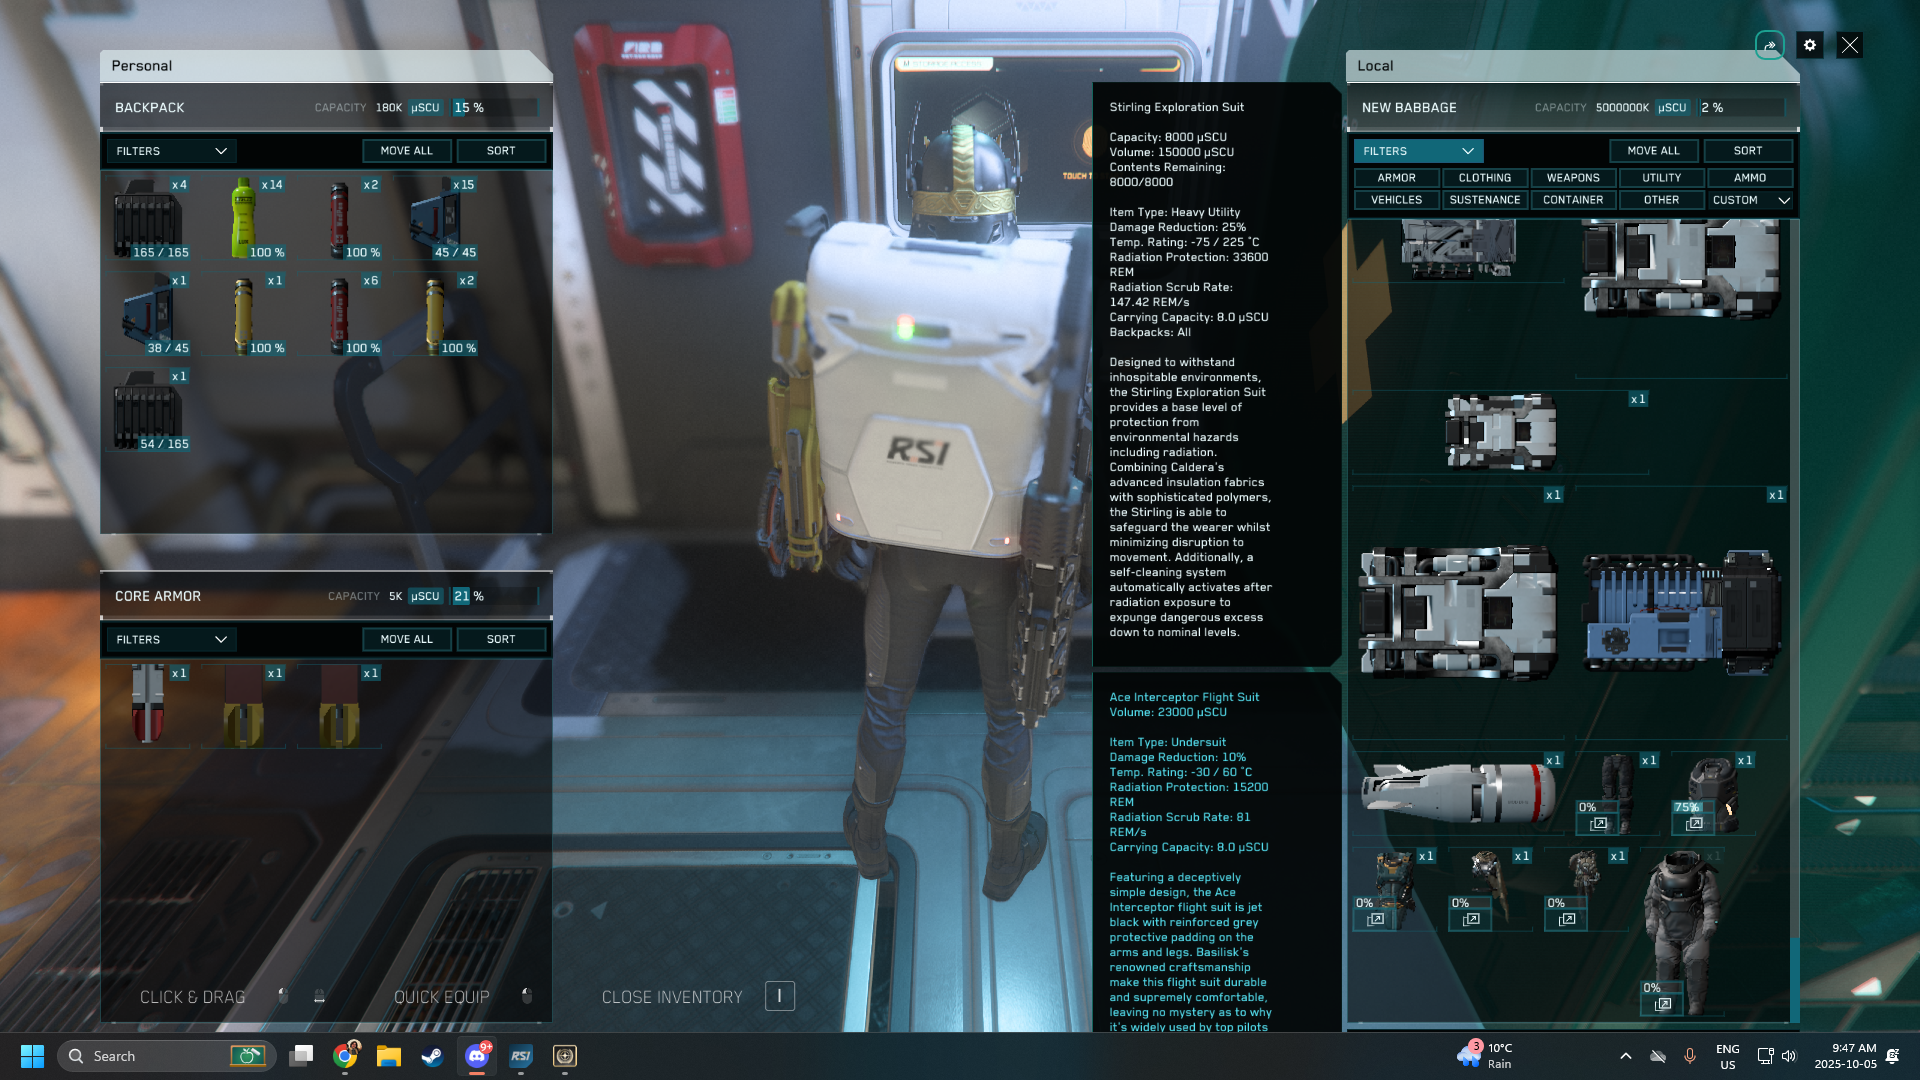 Personal
BACKPACK
CAPACITY 180K µSCU 15 %
FILTERS
MOVE ALL
SORT
x4
x14
x2
x15
165 / 165
100 %
100 %
45 / 45
x1
x1
x6
x2
38 / 45
100 %
100 %
100 %
x1
54 / 165
CORE ARMOR
CAPACITY 5K µSCU 21 %
FILTERS
MOVE ALL
SORT
x1
x1
x1
CLICK & DRAG
QUICK EQUIP
CLOSE INVENTORY
I
FIRE
RSI
Stirling Exploration Suit
Capacity: 8000 µSCU
Volume: 150000 µSCU
Contents Remaining:
8000/8000
Item Type: Heavy Utility
Damage Reduction: 25%
Temp. Rating: -75 / 225 °C
Radiation Protection: 33600
REM
Radiation Scrub Rate:
147.42 REM/s
Carrying Capacity: 8.0 µSCU
Backpacks: All
Designed to withstand
inhospitable environments,
the Stirling Exploration Suit
provides a base level of
protection from
environmental hazards
including radiation.
Combining Caldera's
advanced insulation fabrics
with sophisticated polymers,
the Stirling is able to
safeguard the wearer whilst
minimizing disruption to
movement. Additionally, a
self-cleaning system
automatically activates after
radiation exposure to
expunge dangerous excess
down to nominal levels.
Ace Interceptor Flight Suit
Volume: 23000 µSCU
Item Type: Undersuit
Damage Reduction: 10%
Temp. Rating: -30 / 60 °C
Radiation Protection: 15200
REM
Radiation Scrub Rate: 81
REM/s
Carrying Capacity: 8.0 µSCU
Featuring a deceptively
simple design, the Ace
Interceptor flight suit is jet
black with reinforced grey
protective padding on the
arms and legs. Basilisk's
renowned craftsmanship
make this flight suit durable
and supremely comfortable,
leaving no mystery as to why
it's widely used by top pilots
Local
NEW BABBAGE
CAPACITY 5000000K µSCU 2 %
FILTERS
MOVE ALL
SORT
ARMOR
CLOTHING
WEAPONS
UTILITY
AMMO
VEHICLES
SUSTENANCE
CONTAINER
OTHER
CUSTOM
x1
x1
x1
x1
x1
x1
0%
75%
x1
x1
x1
x1
0%
0%
0%
0%
Search
9+
RSI
3
10°C
Rain
ENG
US
9:47 AM
2025-10-05